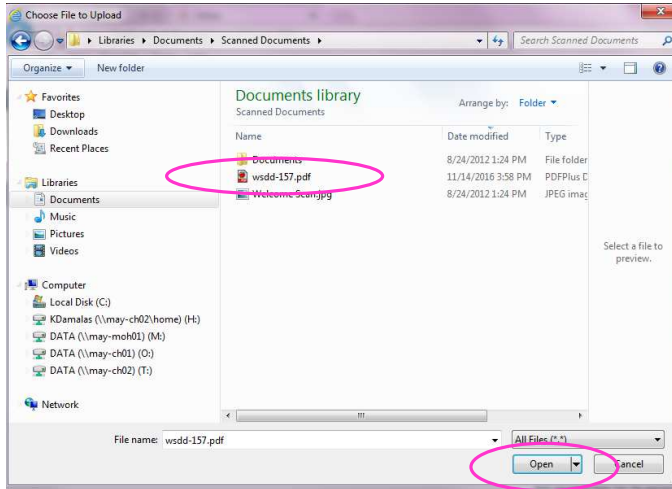 Choose File to Upload
Libraries Documents Scanned Documents
Search Scanned Documents
Organize New folder
Favorites
Desktop
Downloads
Recent Places
Libraries
Documents
Music
Pictures
Videos
Computer
Local Disk (C:)
KDamalas (\\may-ch02\home) (H:)
DATA (\\may-moh01) (M:)
DATA (\\may-ch01) (O:)
DATA (\\may-ch02) (T:)
Network
Documents library
Scanned Documents
Arrange by: Folder
Name Date modified Type
Documents 8/24/2012 1:24 PM File folder
wsdd-157.pdf 11/14/2016 3:58 PM PDFPlus D
Welcome Scan.jpg 8/24/2012 1:24 PM JPEG imag
Select a file to
preview.
File name: wsdd-157.pdf All Files (*.*)
Open Cancel